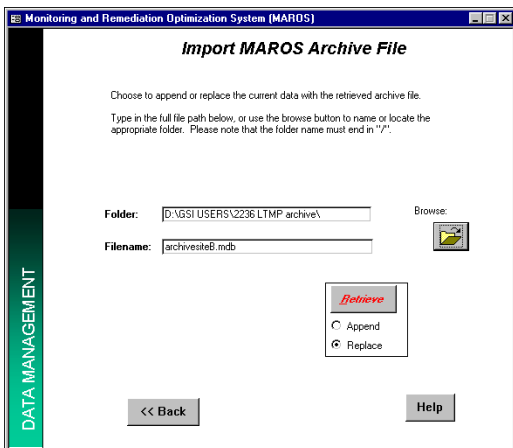 Monitoring and Remediation Optimization System (MAROS)
Import MAROS Archive File
Choose to append or replace the current data with the retrieved archive file.
Type in the full file path below, or use the browse button to name or locate the
appropriate folder. Please note that the folder name must end in "/".
Folder: D:\GSI USERS\2236 LTMP archive\
Browse:
Filename: archivesiteB.mdb
Retrieve
Append
Replace
DATA MANAGEMENT
<< Back
Help